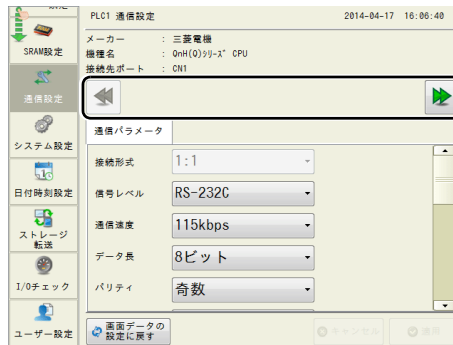 PLC1 通信設定 2014-04-17 16:06:40
メーカー : 三菱電機
機種名 : QnH(Q)シリーズ CPU
接続先ポート : CN1
SRAM設定
通信設定
システム設定
日付時刻設定
ストレージ
転送
I/Oチェック
ユーザー設定
通信パラメータ
接続形式 1:1
信号レベル RS-232C
通信速度 115kbps
データ長 8ビット
パリティ 奇数
画面データの
設定に戻す
キャンセル
適用